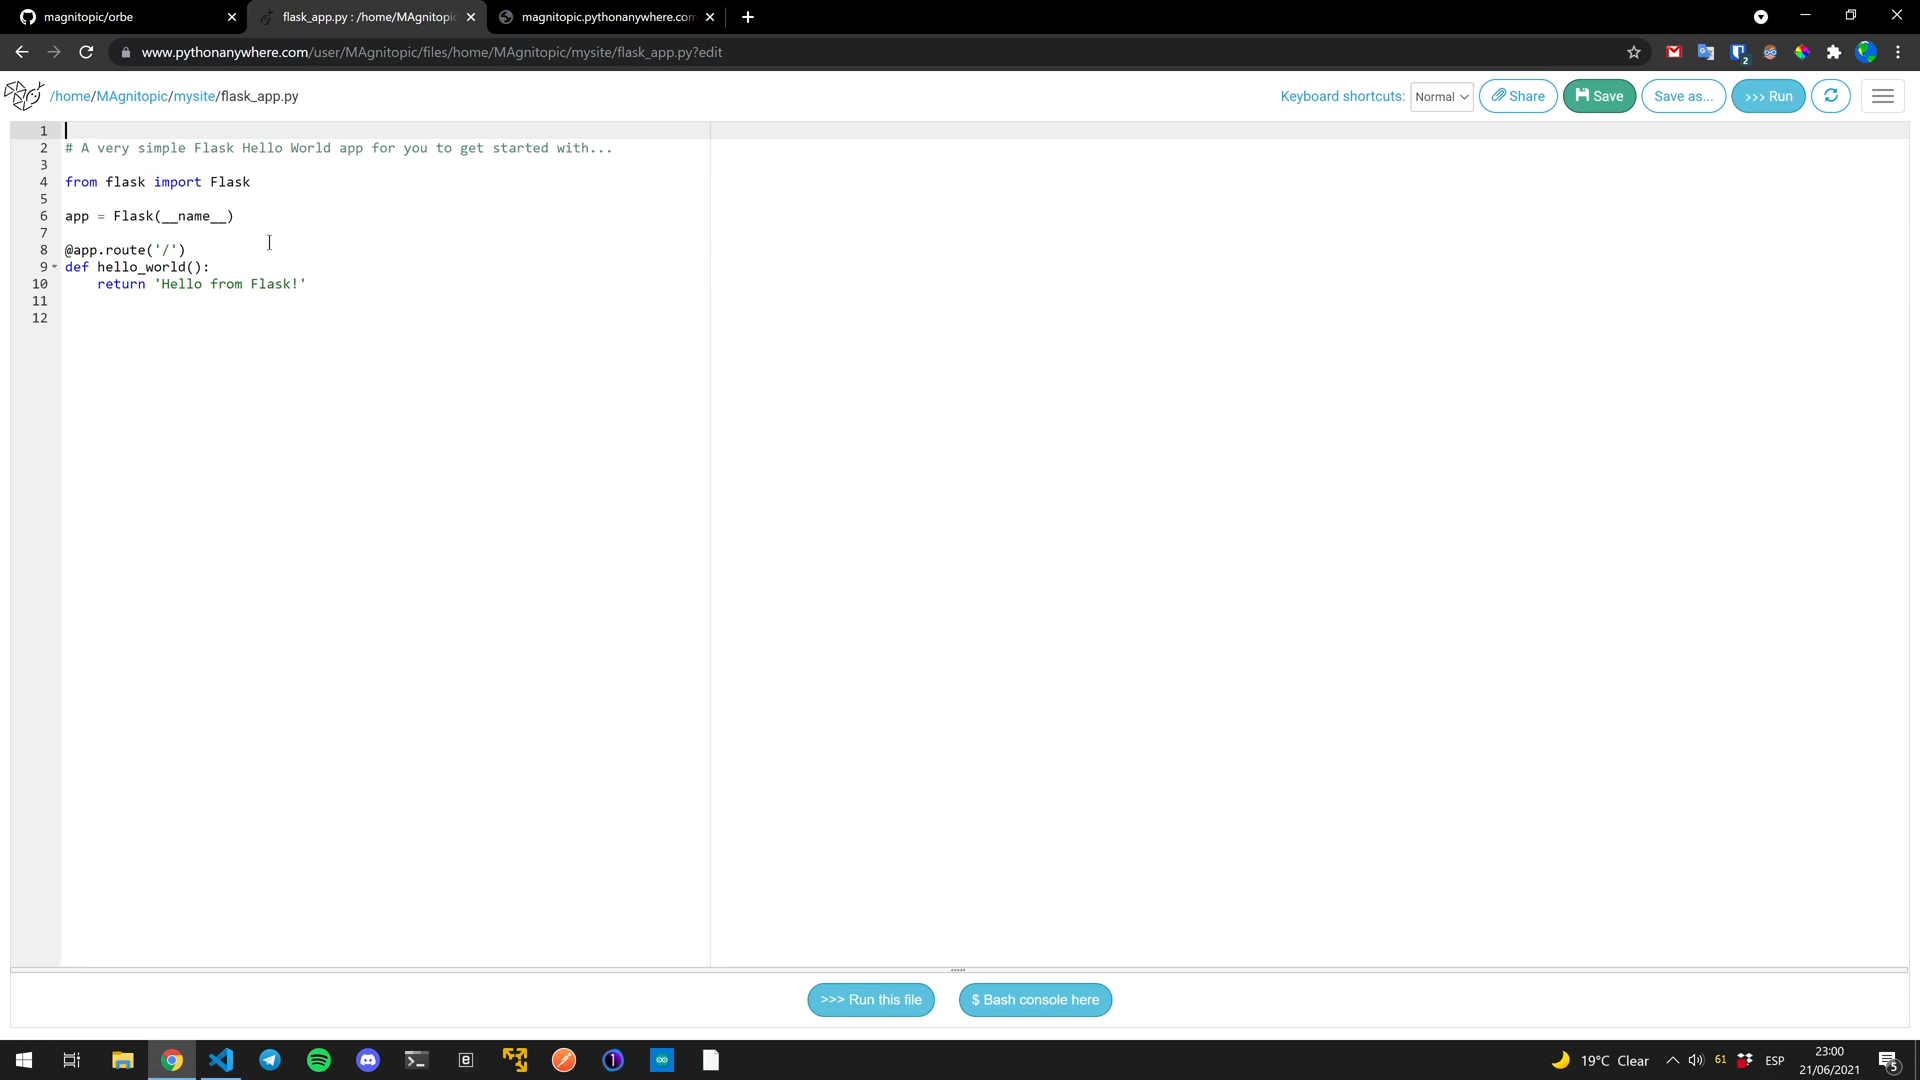 magnitopic/orbe
flask_app.py : /home/MAgnitopic
magnitopic.pythonanywhere.com
www.pythonanywhere.com/user/MAgnitopic/files/home/MAgnitopic/mysite/flask_app.py?edit
2
/home/MAgnitopic/mysite/flask_app.py
Keyboard shortcuts:
Normal
Share
Save
Save as...
>>> Run
1
2 # A very simple Flask Hello World app for you to get started with...
3
4 from flask import Flask
5
6 app = Flask(__name__)
7
8 @app.route('/')
9 def hello_world():
10 return 'Hello from Flask!'
11
12
>>> Run this file
$ Bash console here
19°C Clear
61
ESP
23:00
21/06/2021
5